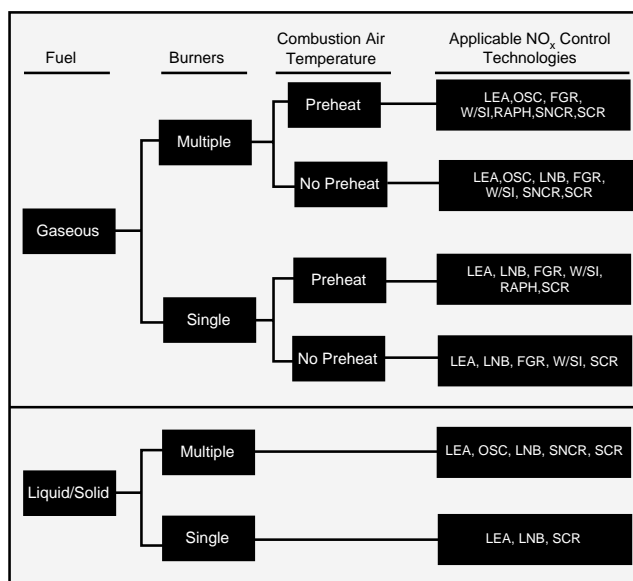 Fuel
Burners
Combustion Air
Temperature
Applicable NOx Control
Technologies
Gaseous
Multiple
Preheat
LEA,OSC, FGR,
W/SI,RAPH,SNCR,SCR
No Preheat
LEA,OSC, LNB, FGR,
W/SI, SNCR,SCR
Single
Preheat
LEA, LNB, FGR, W/SI,
RAPH,SCR
No Preheat
LEA, LNB, FGR, W/SI, SCR
Liquid/Solid
Multiple
LEA, OSC, LNB, SNCR, SCR
Single
LEA, LNB, SCR